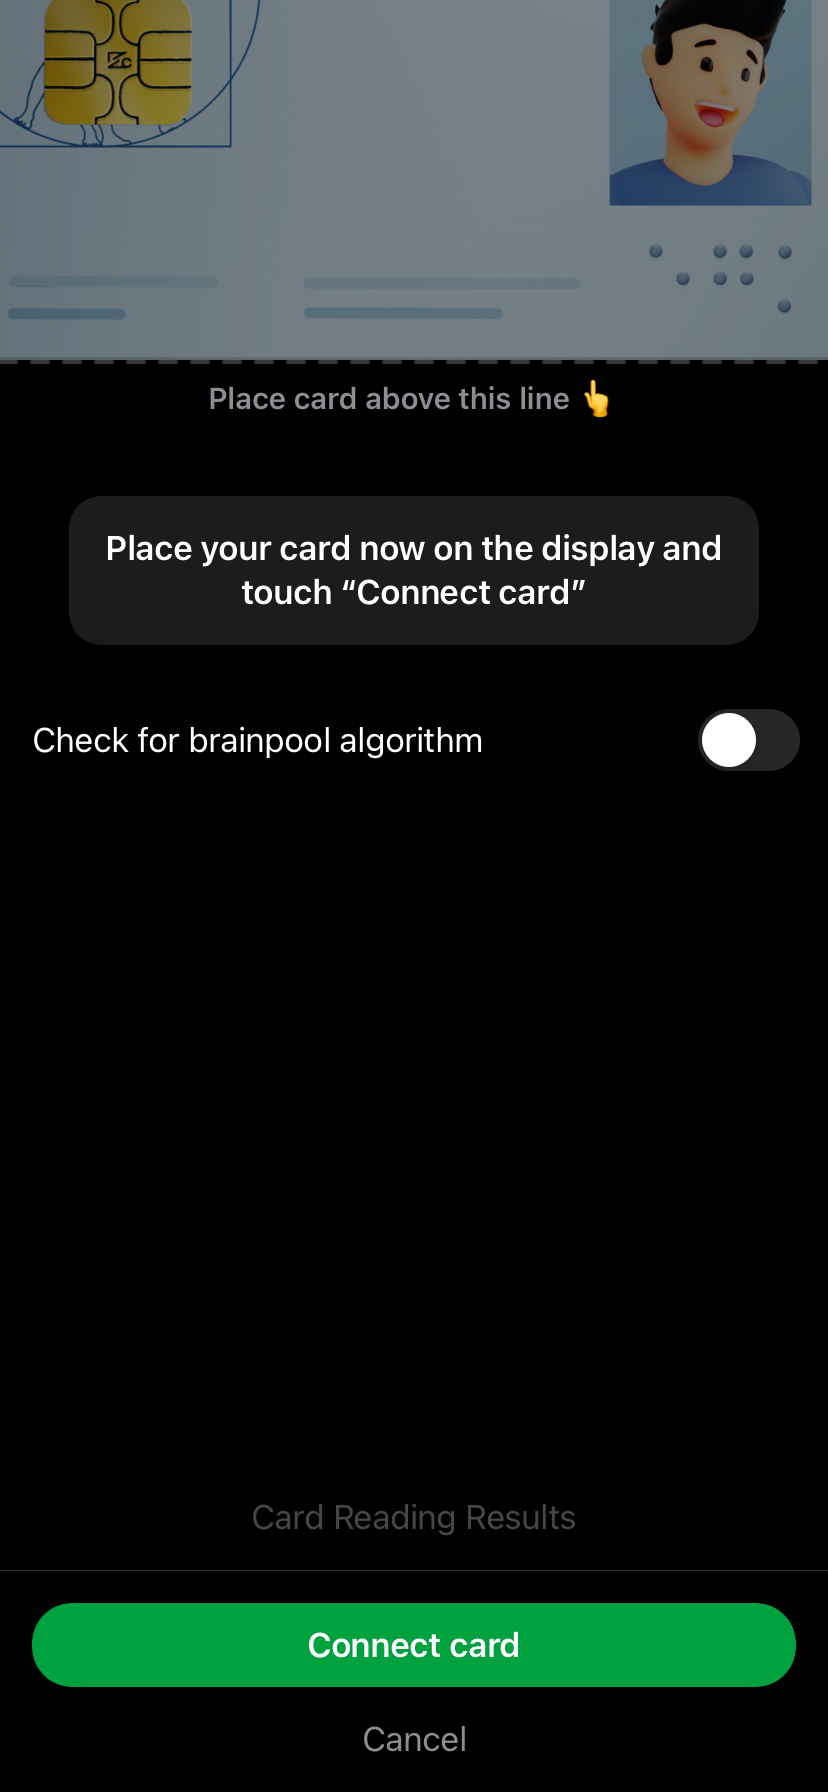 Place card above this line 👆
Place your card now on the display and
touch “Connect card”
Check for brainpool algorithm
Card Reading Results
Connect card
Cancel